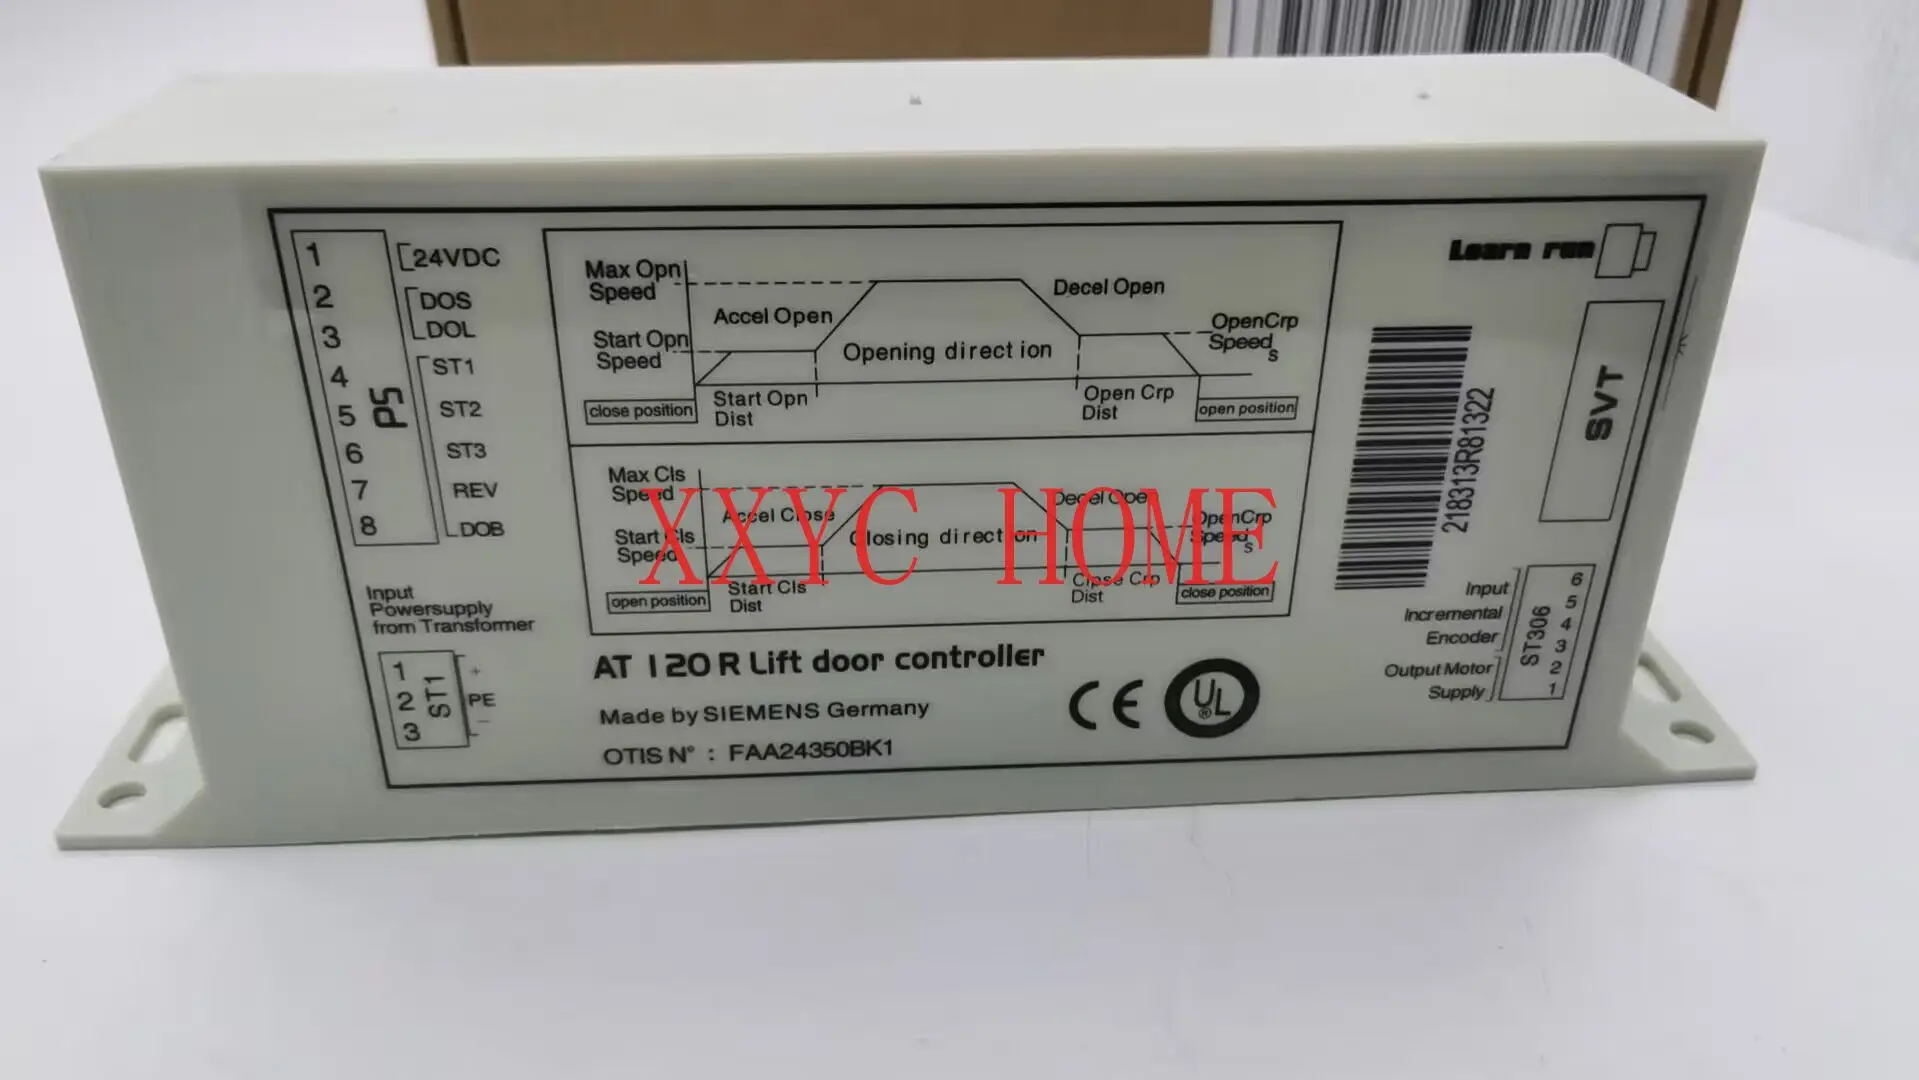 1
2
3
4
5
6
7
8
P5
24VDC
DOS
DOL
ST1
ST2
ST3
REV
DOB
Input
Powersupply
from Transformer
1
2
3
ST1
+
PE
−
Max Opn
Speed
Accel Open
Decel Open
Start Opn
Speed
Opening direction
OpenCrp
Speed
s
close position
Start Opn
Dist
Open Crp
Dist
open position
Max Cls
Speed
Accel Close
Decel Open
Start Cls
Speed
Closing direction
OpenCrp
Speed
s
open position
Start Cls
Dist
Close Crp
Dist
close position
XXYC HOME
AT 120 R Lift door controller
Made by SIEMENS Germany
OTIS N° : FAA24350BK1
CE
UL
®
Learn run
SVT
218313R81322
Input
Incremental
Encoder
Output Motor
Supply
ST306
6
5
4
3
2
1